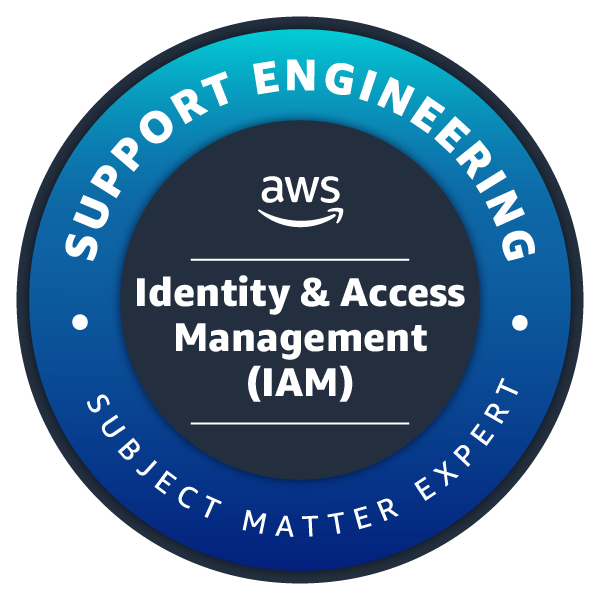 SUPPORT ENGINEERING
aws
Identity & Access
Management
(IAM)
SUBJECT MATTER EXPERT